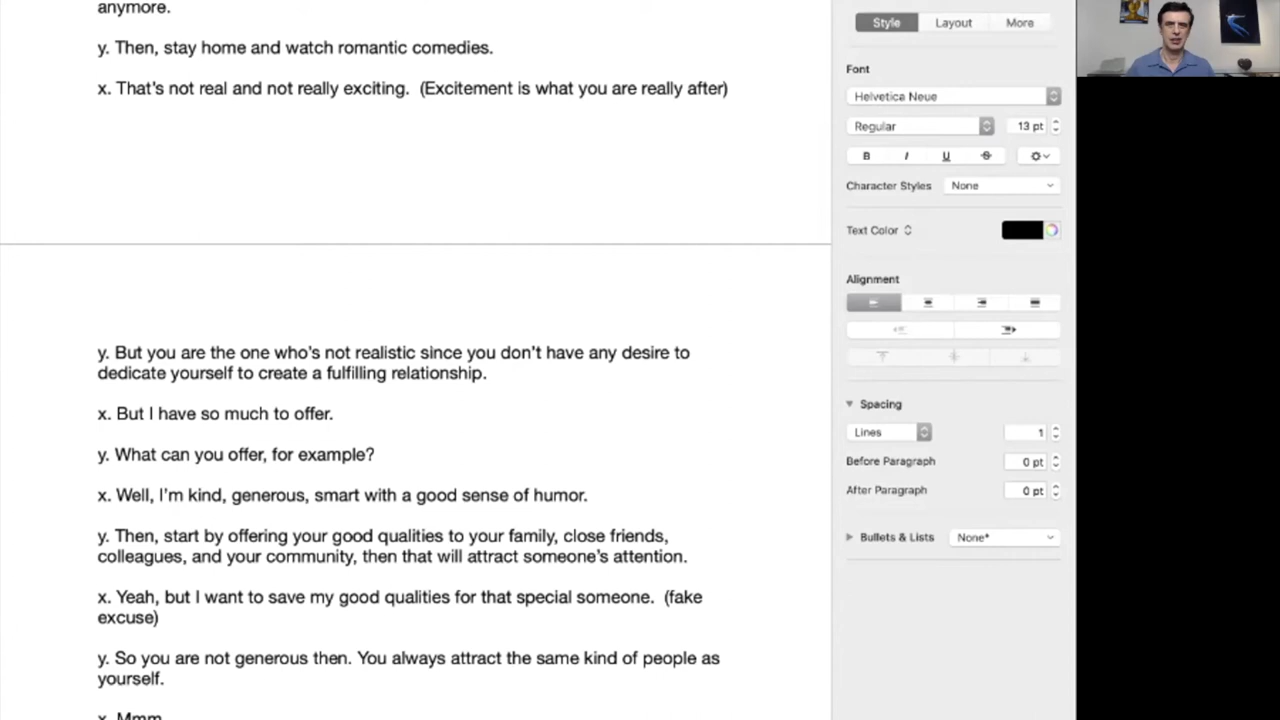 anymore.
y. Then, stay home and watch romantic comedies.
x. That's not real and not really exciting.  (Excitement is what you are really after)
y. But you are the one who's not realistic since you don't have any desire to
dedicate yourself to create a fulfilling relationship.
x. But I have so much to offer.
y. What can you offer, for example?
x. Well, I'm kind, generous, smart with a good sense of humor.
y. Then, start by offering your good qualities to your family, close friends,
colleagues, and your community, then that will attract someone's attention.
x. Yeah, but I want to save my good qualities for that special someone.  (fake
excuse)
y. So you are not generous then. You always attract the same kind of people as
yourself.
x. Mmm
Style Layout More
Font
Helvetica Neue
Regular 13 pt
B I U S
Character Styles None
Text Color
Alignment
Spacing
Lines 1
Before Paragraph 0 pt
After Paragraph 0 pt
Bullets & Lists None*